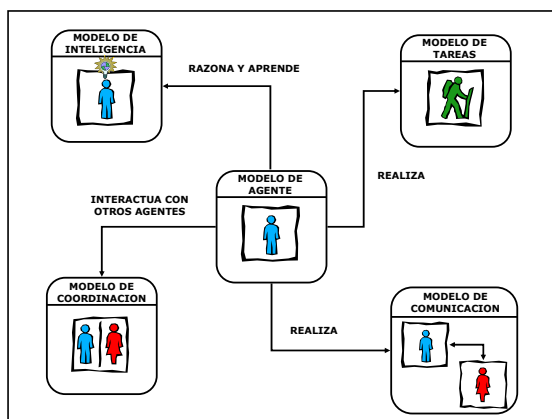 MODELO DE
INTELIGENCIA
MODELO DE
TAREAS
RAZONA Y APRENDE
MODELO DE
AGENTE
REALIZA
INTERACTUA CON
OTROS AGENTES
MODELO DE
COORDINACION
MODELO DE
COMUNICACION
REALIZA